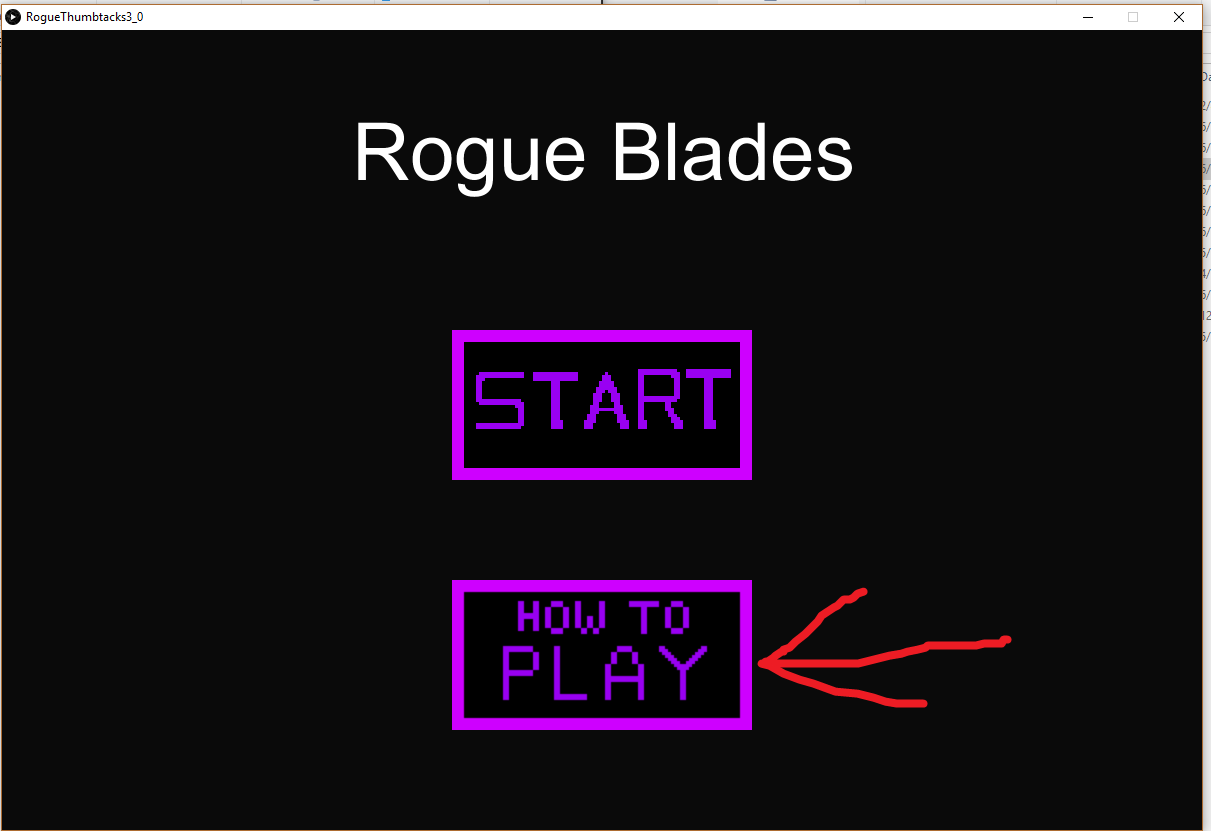 RogueThumbtacks3_0
Rogue Blades
START
HOW TO
PLAY